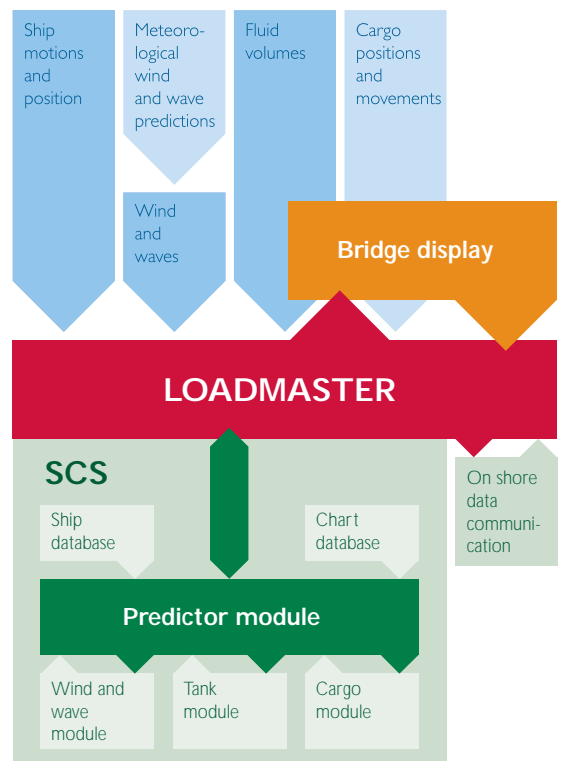 Ship
motions
and
position
Meteoro-
logical
wind
and wave
predictions
Fluid
volumes
Cargo
positions
and
movements
Wind
and
waves
Bridge display
LOADMASTER
SCS
On shore
data
communi-
cation
Ship
database
Chart
database
Predictor module
Wind and
wave
module
Tank
module
Cargo
module